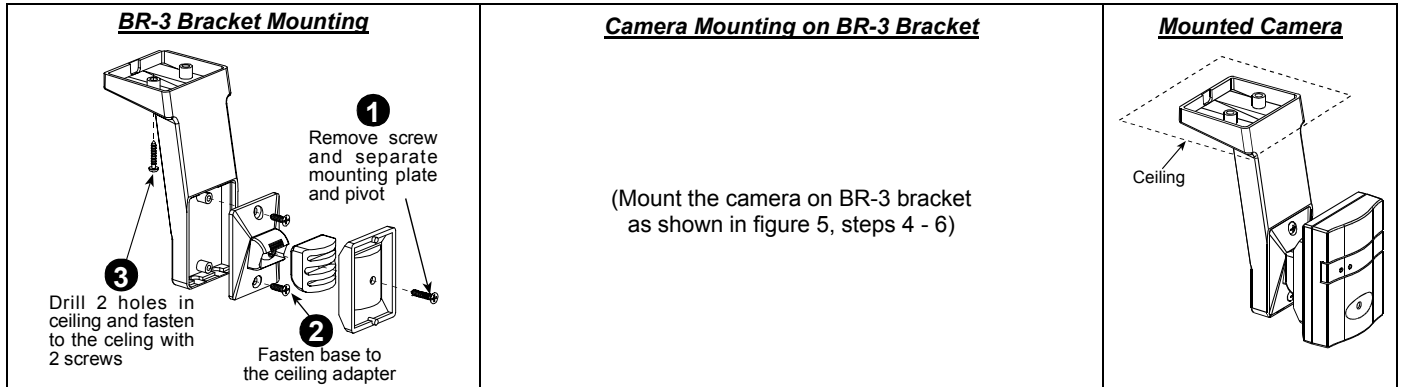 BR-3 Bracket Mounting
1
Remove screw
and separate
mounting plate
and pivot
3
Drill 2 holes in
ceiling and fasten
to the celing with
2 screws
2
Fasten base to
the ceiling adapter
Camera Mounting on BR-3 Bracket
(Mount the camera on BR-3 bracket
as shown in figure 5, steps 4 - 6)
Mounted Camera
Ceiling